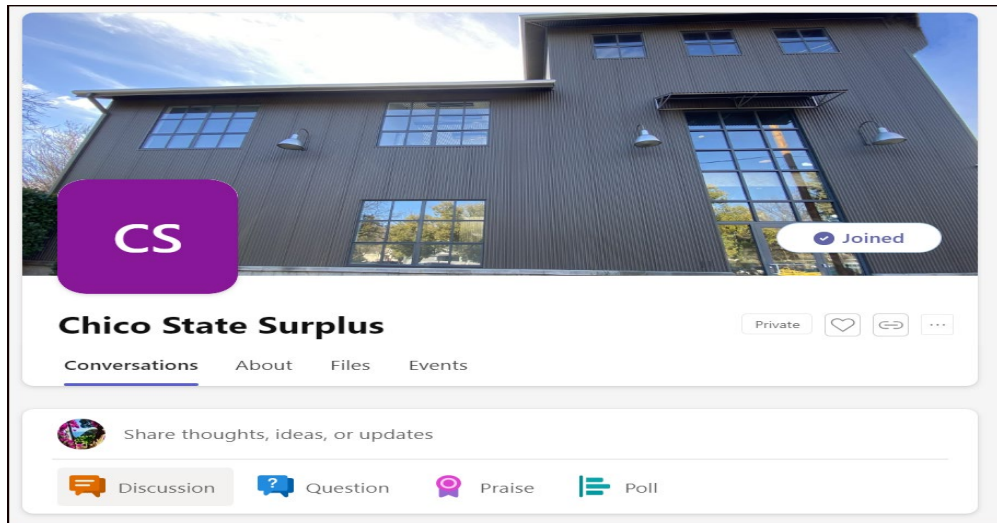 CS
Joined
Chico State Surplus
Private
Conversations About Files Events
Share thoughts, ideas, or updates
Discussion Question Praise Poll